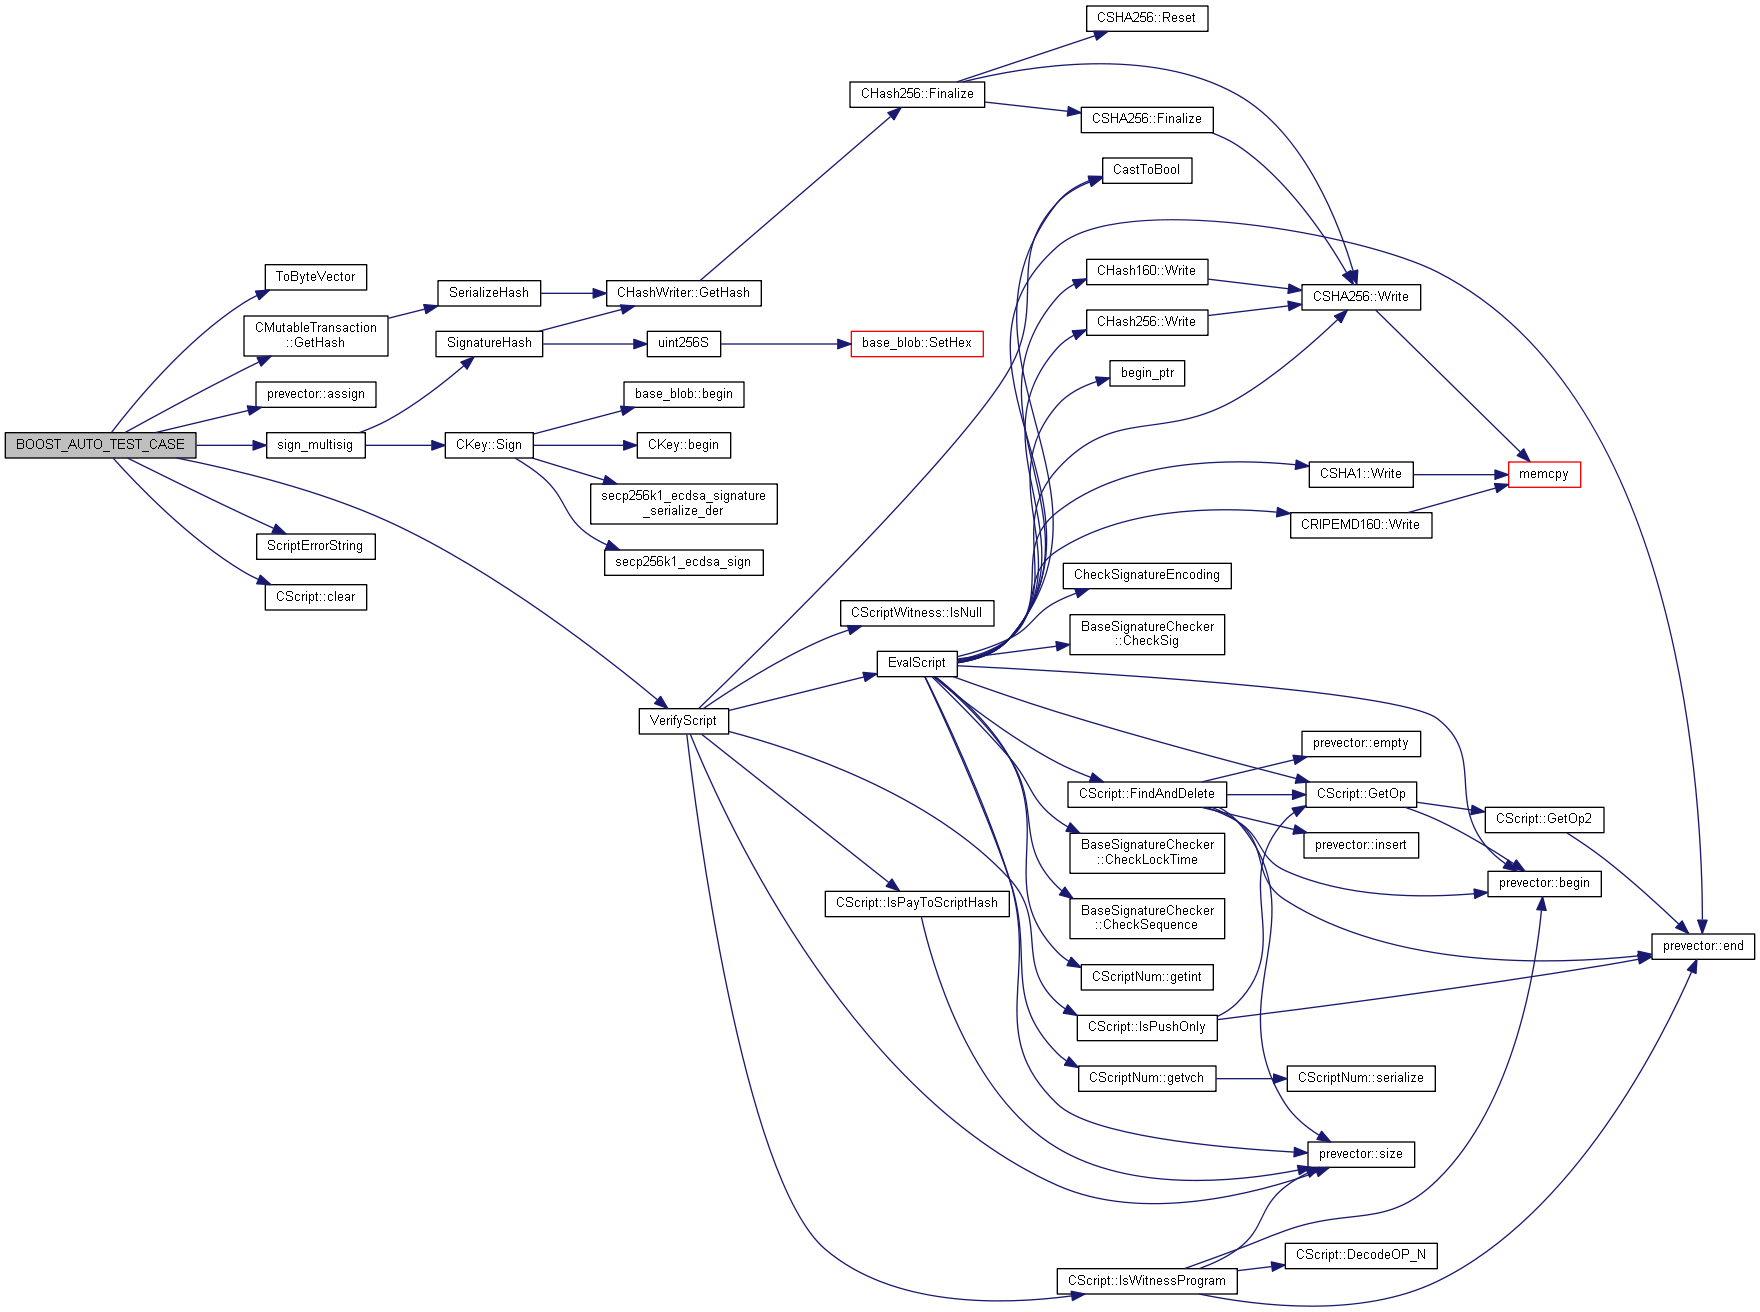 CSHA256::Reset
CHash256::Finalize
CSHA256::Finalize
CastToBool
ToByteVector
CHash160::Write
SerializeHash
CHashWriter::GetHash
CSHA256::Write
CMutableTransaction
::GetHash
CHash256::Write
SignatureHash
uint256S
base_blob::SetHex
begin_ptr
prevector::assign
base_blob::begin
BOOST_AUTO_TEST_CASE
sign_multisig
CKey::Sign
CKey::begin
CSHA1::Write
memcpy
secp256k1_ecdsa_signature
_serialize_der
CRIPEMD160::Write
ScriptErrorString
secp256k1_ecdsa_sign
CheckSignatureEncoding
CScript::clear
CScriptWitness::IsNull
BaseSignatureChecker
::CheckSig
EvalScript
VerifyScript
prevector::empty
CScript::FindAndDelete
CScript::GetOp
CScript::GetOp2
BaseSignatureChecker
::CheckLockTime
prevector::insert
prevector::begin
CScript::IsPayToScriptHash
BaseSignatureChecker
::CheckSequence
prevector::end
CScriptNum::getint
CScript::IsPushOnly
CScriptNum::getvch
CScriptNum::serialize
prevector::size
CScript::DecodeOP_N
CScript::IsWitnessProgram